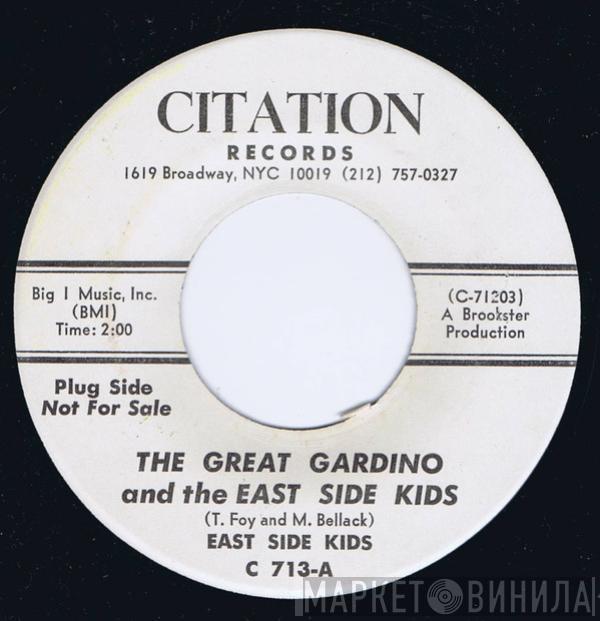 CITATION
RECORDS
1619 Broadway, NYC 10019 (212) 757-0327
Big I Music, Inc.
(BMI)
Time: 2:00
(C-71203)
A Brookster
Production
Plug Side
Not For Sale
THE GREAT GARDINO
and the EAST SIDE KIDS
(T. Foy and M. Bellack)
EAST SIDE KIDS
C 713-A
МАРКЕТ ВИНИЛА